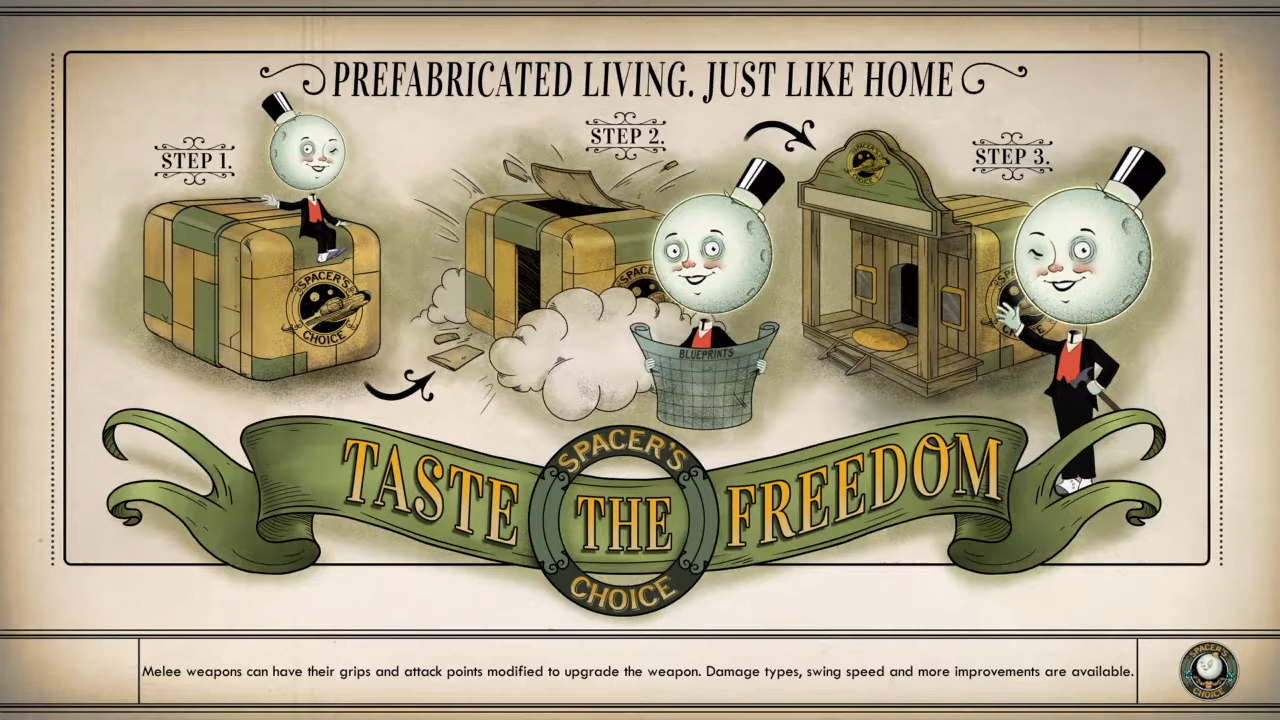 PREFABRICATED LIVING. JUST LIKE HOME
STEP 1.
STEP 2.
STEP 3.
SPACER'S
CHOICE
SPACER'S
SPACER'S
CHOICE
BLUEPRINTS
TASTE THE FREEDOM
SPACER'S
CHOICE
Melee weapons can have their grips and attack points modified to upgrade the weapon. Damage types, swing speed and more improvements are available.
SPACER'S
CHOICE